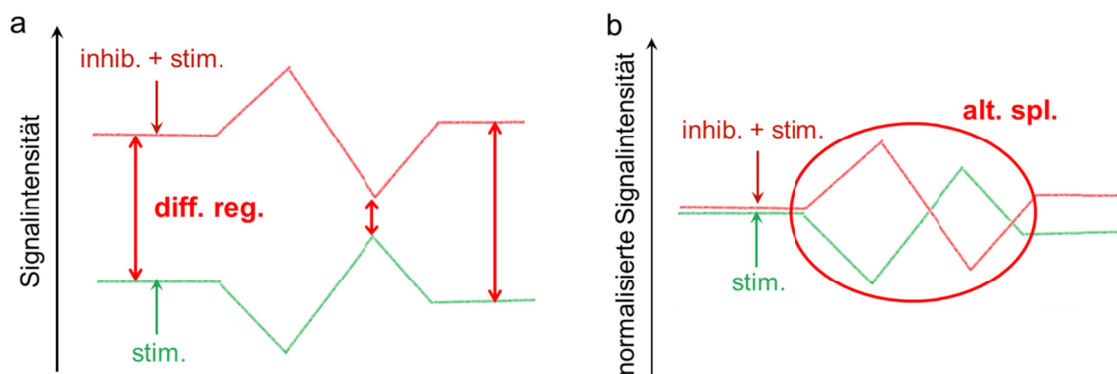 a
inhib. + stim.
Signalintensität
diff. reg.
stim.
b
alt. spl.
inhib. + stim.
normalisierte Signalintensität
stim.